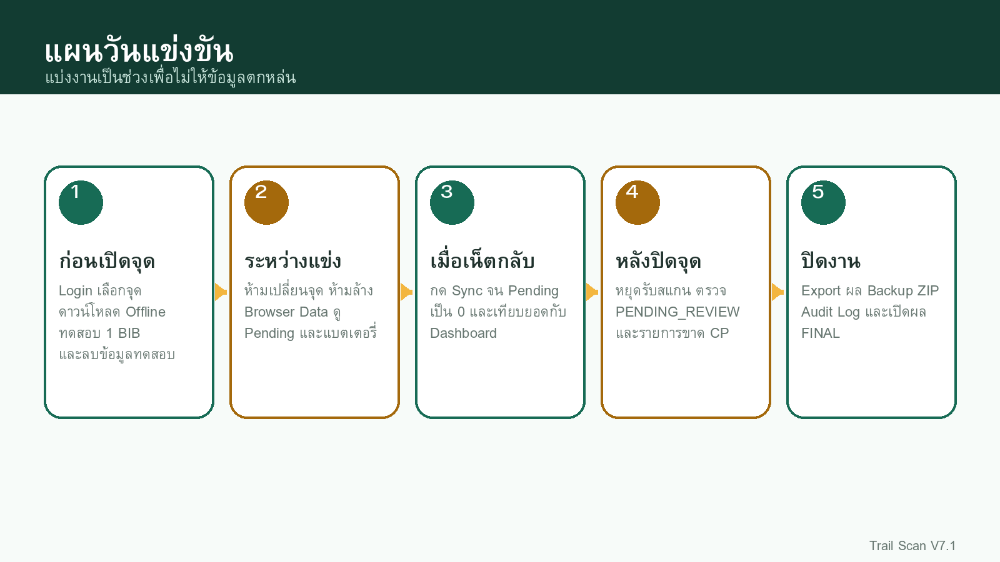 แผนวันแข่งขัน
แบ่งงานเป็นช่วงเพื่อไม่ให้ข้อมูลตกหล่น
1
ก่อนเปิดจุด
Login เลือกจุด
ดาวน์โหลด Offline
ทดสอบ 1 BIB
และลบข้อมูลทดสอบ
2
ระหว่างแข่ง
ห้ามเปลี่ยนจุด ห้ามล้าง
Browser Data ดู
Pending และแบตเตอรี่
3
เมื่อเน็ตกลับ
กด Sync จน Pending
เป็น 0 และเทียบยอดกับ
Dashboard
4
หลังปิดจุด
หยุดรับสแกน ตรวจ
PENDING_REVIEW
และรายการขาด CP
5
ปิดงาน
Export ผล Backup ZIP
Audit Log และเปิดผล
FINAL
Trail Scan V7.1